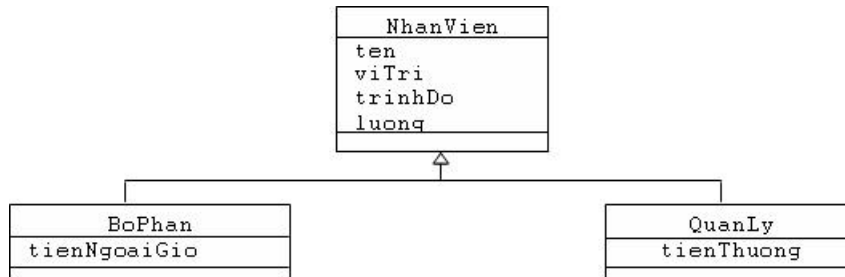 NhanVien
ten
viTri
trinhDo
luong
BoPhan
tienNgoaiGio
QuanLy
tienThuong